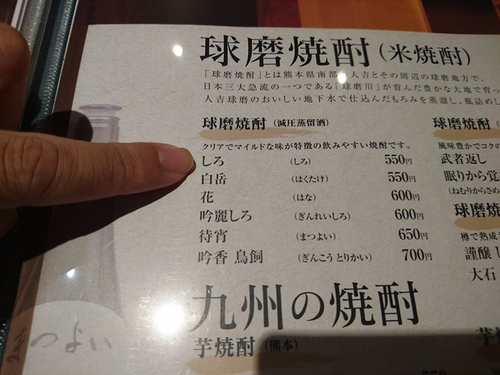 球磨焼酎(米焼酎)
「球磨焼酎」とは熊本県南部 人吉とその周辺の球磨地方で、
日本三大急流の一つである「球磨川」が育んだ豊かな大地で育っ
人吉球磨のおいしい地下水で仕込んだもろみを蒸溜し、瓶詰め
球磨焼酎(減圧蒸留酒)
クリアでマイルドな味が特徴の飲みやすい焼酎です。
しろ (しろ) 550円
白岳 (はくたけ) 550円
花 (はな) 600円
吟麗しろ (ぎんれいしろ) 600円
待宵 (まつよい) 650円
吟香 鳥飼 (ぎんこう とりかい) 700円
球磨焼酎
風味豊かでコク
武者返し
眠りから覚
(ねむりからさ
球磨焼
樽で熟成
謹醸し
大石
九州の焼酎
芋焼酎(熊本)
つよい